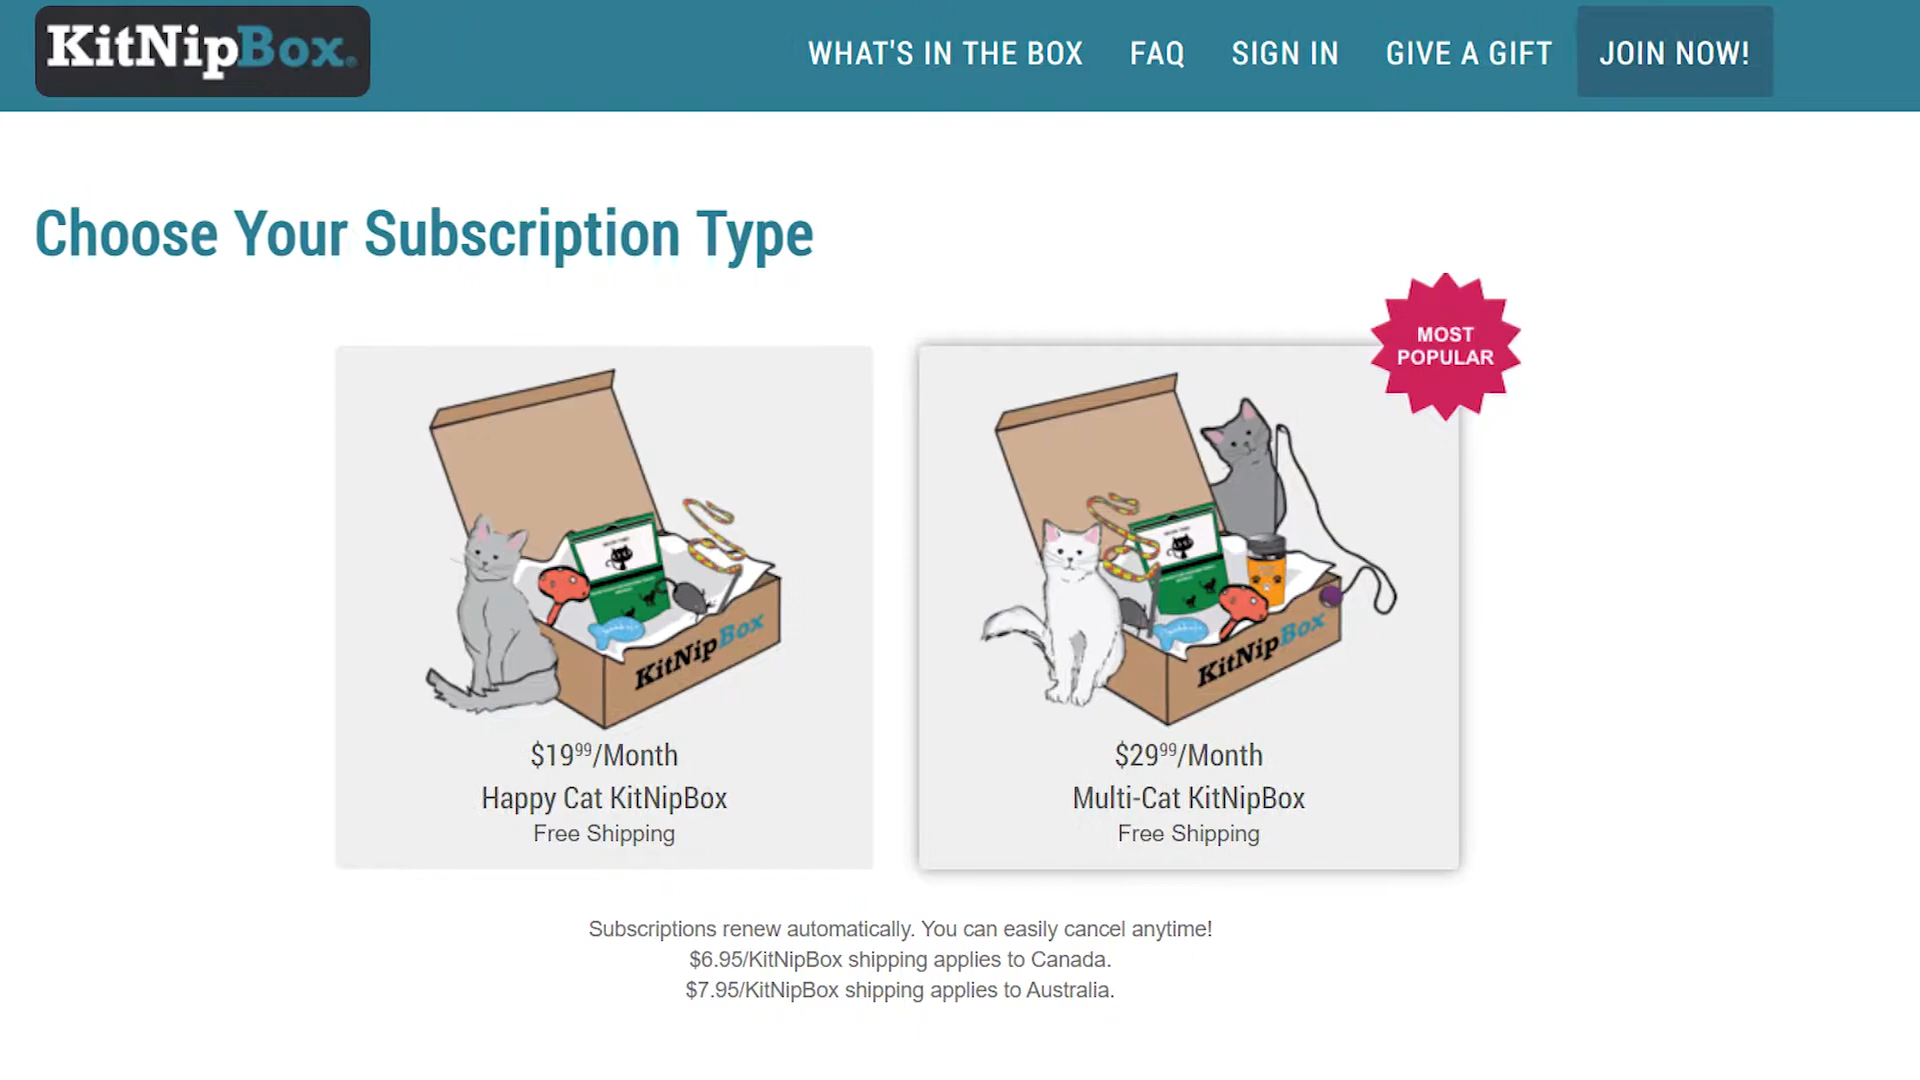 KitNipBox®
WHAT'S IN THE BOX
FAQ
SIGN IN
GIVE A GIFT
JOIN NOW!
Choose Your Subscription Type
MOST
POPULAR
KitNipBox
KitNipBox
$19⁹⁹/Month
Happy Cat KitNipBox
Free Shipping
$29⁹⁹/Month
Multi-Cat KitNipBox
Free Shipping
Subscriptions renew automatically. You can easily cancel anytime!
$6.95/KitNipBox shipping applies to Canada.
$7.95/KitNipBox shipping applies to Australia.